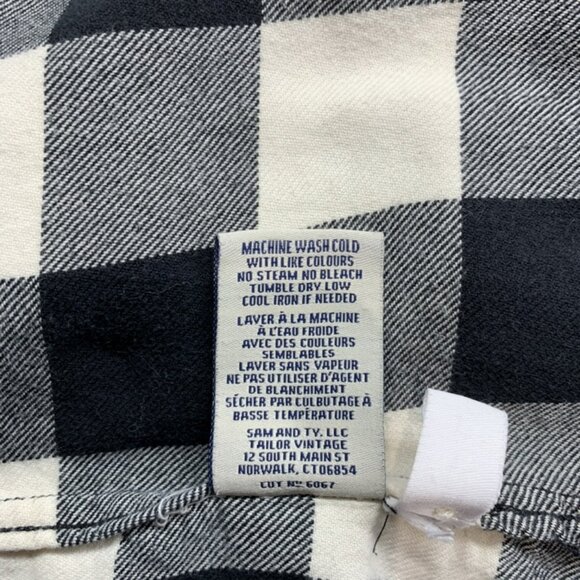 MACHINE WASH COLD
WITH LIKE COLOURS
NO STEAM NO BLEACH
TUMBLE DRY LOW
COOL IRON IF NEEDED
LAVER À LA MACHINE
À L'EAU FROIDE
AVEC DES COULEURS
SEMBLABLES
LAVER SANS VAPEUR
NE PAS UTILISER D'AGENT
DE BLANCHIMENT
SÉCHER PAR CULBUTAGE À
BASSE TEMPÉRATURE
SAM AND TY, LLC
TAILOR VINTAGE
12 SOUTH MAIN ST
NORWALK, CT06854
CUT Nº 6067